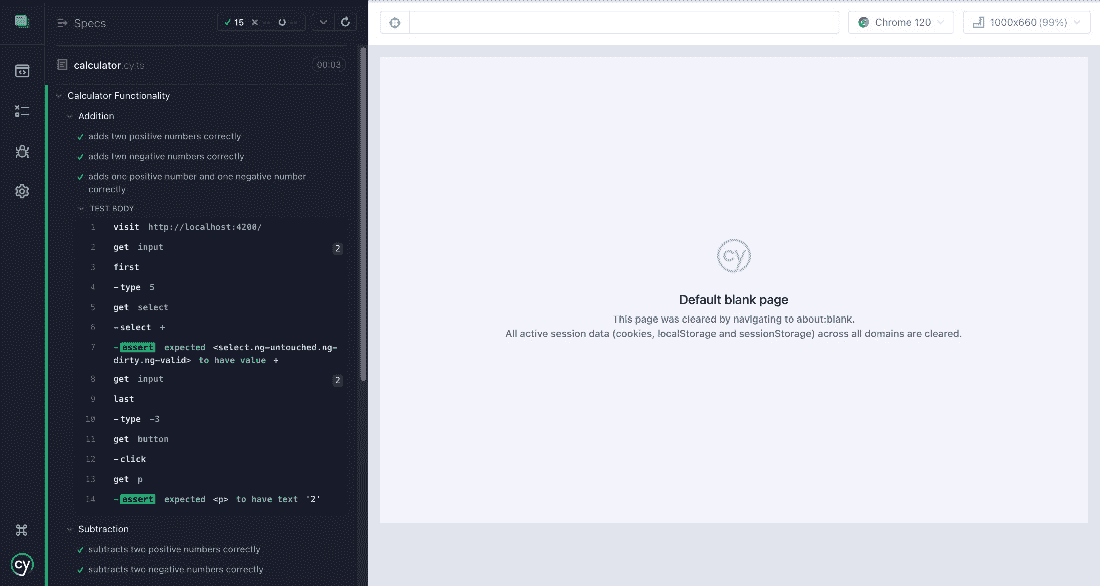 Specs
15 -- --
calculator.cy.ts 00:03
Calculator Functionality
Addition
adds two positive numbers correctly
adds two negative numbers correctly
adds one positive number and one negative number
correctly
TEST BODY
1 visit http://localhost:4200/
2 get input 2
3 first
4 -type 5
5 get select
6 -select +
7 -assert expected <select.ng-untouched.ng-
dirty.ng-valid> to have value +
8 get input 2
9 last
10 -type -3
11 get button
12 -click
13 get p
14 -assert expected <p> to have text '2'
Subtraction
subtracts two positive numbers correctly
subtracts two negative numbers correctly
cy
Chrome 120
1000x660 (99%)
cy
Default blank page
This page was cleared by navigating to about:blank.
All active session data (cookies, localStorage and sessionStorage) across all domains are cleared.